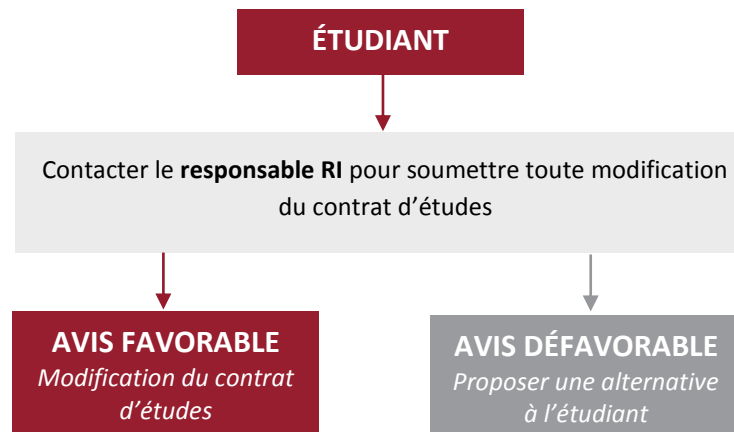 ÉTUDIANT
Contacter le responsable RI pour soumettre toute modification
du contrat d’études
AVIS FAVORABLE
Modification du contrat
d’études
AVIS DÉFAVORABLE
Proposer une alternative
à l’étudiant